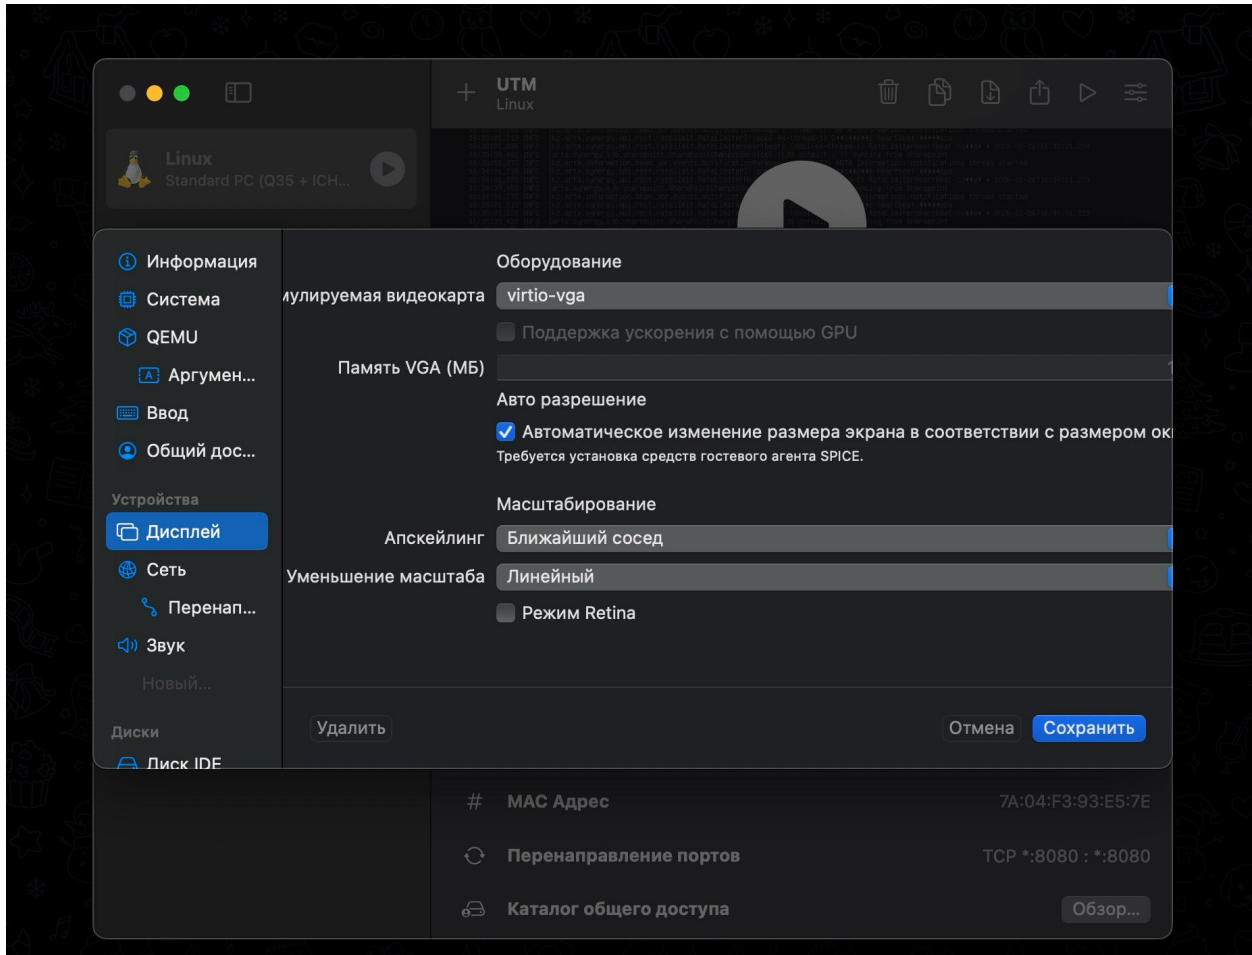 UTM
Linux
Linux
Standard PC (Q35 + ICH...
Информация
Система
QEMU
Аргумен...
Ввод
Общий дос...
Устройства
Дисплей
Сеть
Перенап...
Звук
Новый...
Диски
Диск IDE
Оборудование
мулируемая видеокарта
virtio-vga
Поддержка ускорения с помощью GPU
Память VGA (МБ)
Авто разрешение
Автоматическое изменение размера экрана в соответствии с размером ок
Требуется установка средств гостевого агента SPICE.
Масштабирование
Апскейлинг
Ближайший сосед
Уменьшение масштаба
Линейный
Режим Retina
Удалить
Отмена
Сохранить
MAC Адрес
7A:04:F3:93:E5:7E
Перенаправление портов
TCP *:8080 : *:8080
Каталог общего доступа
Обзор...